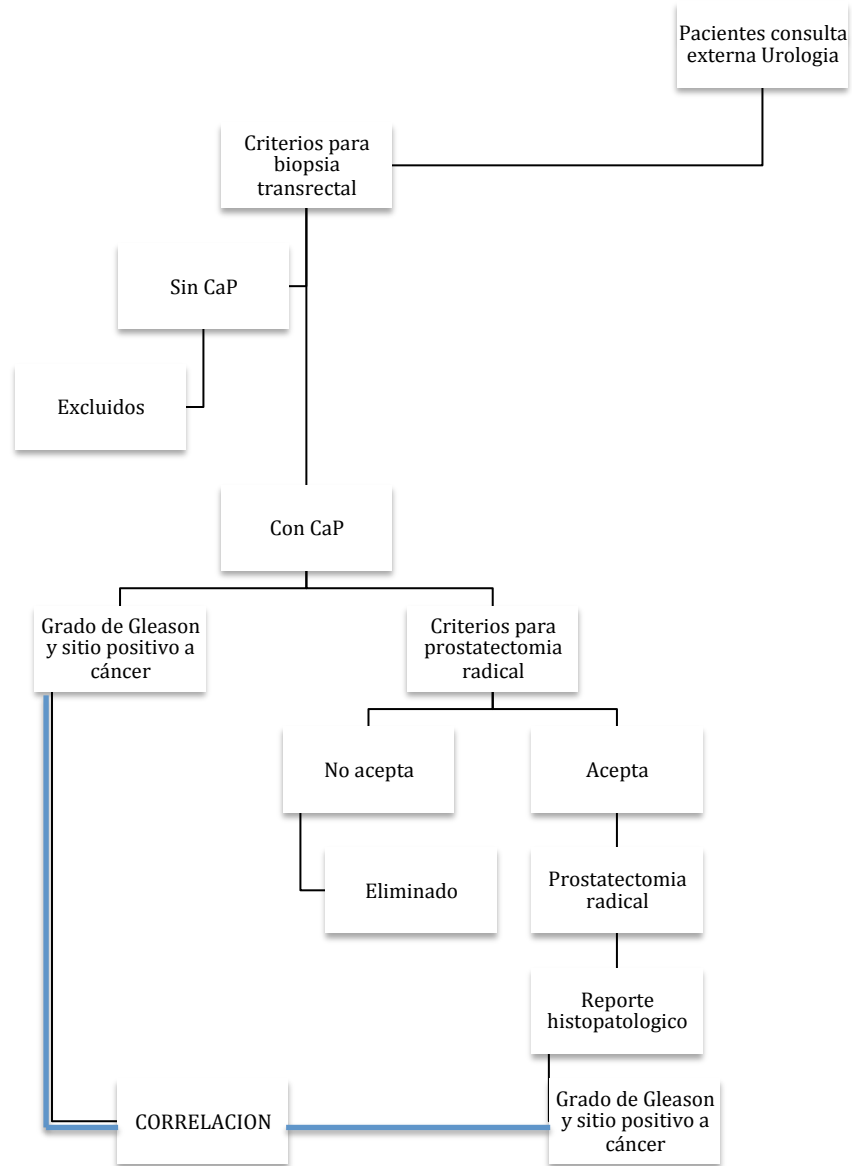 Pacientes consulta
externa Urologia
Criterios para
biopsia
transrectal
Sin CaP
Excluidos
Con CaP
Grado de Gleason
y sitio positivo a
cáncer
Criterios para
prostatectomia
radical
No acepta
Acepta
Eliminado
Prostatectomia
radical
Reporte
histopatologico
CORRELACION
Grado de Gleason
y sitio positivo a
cáncer